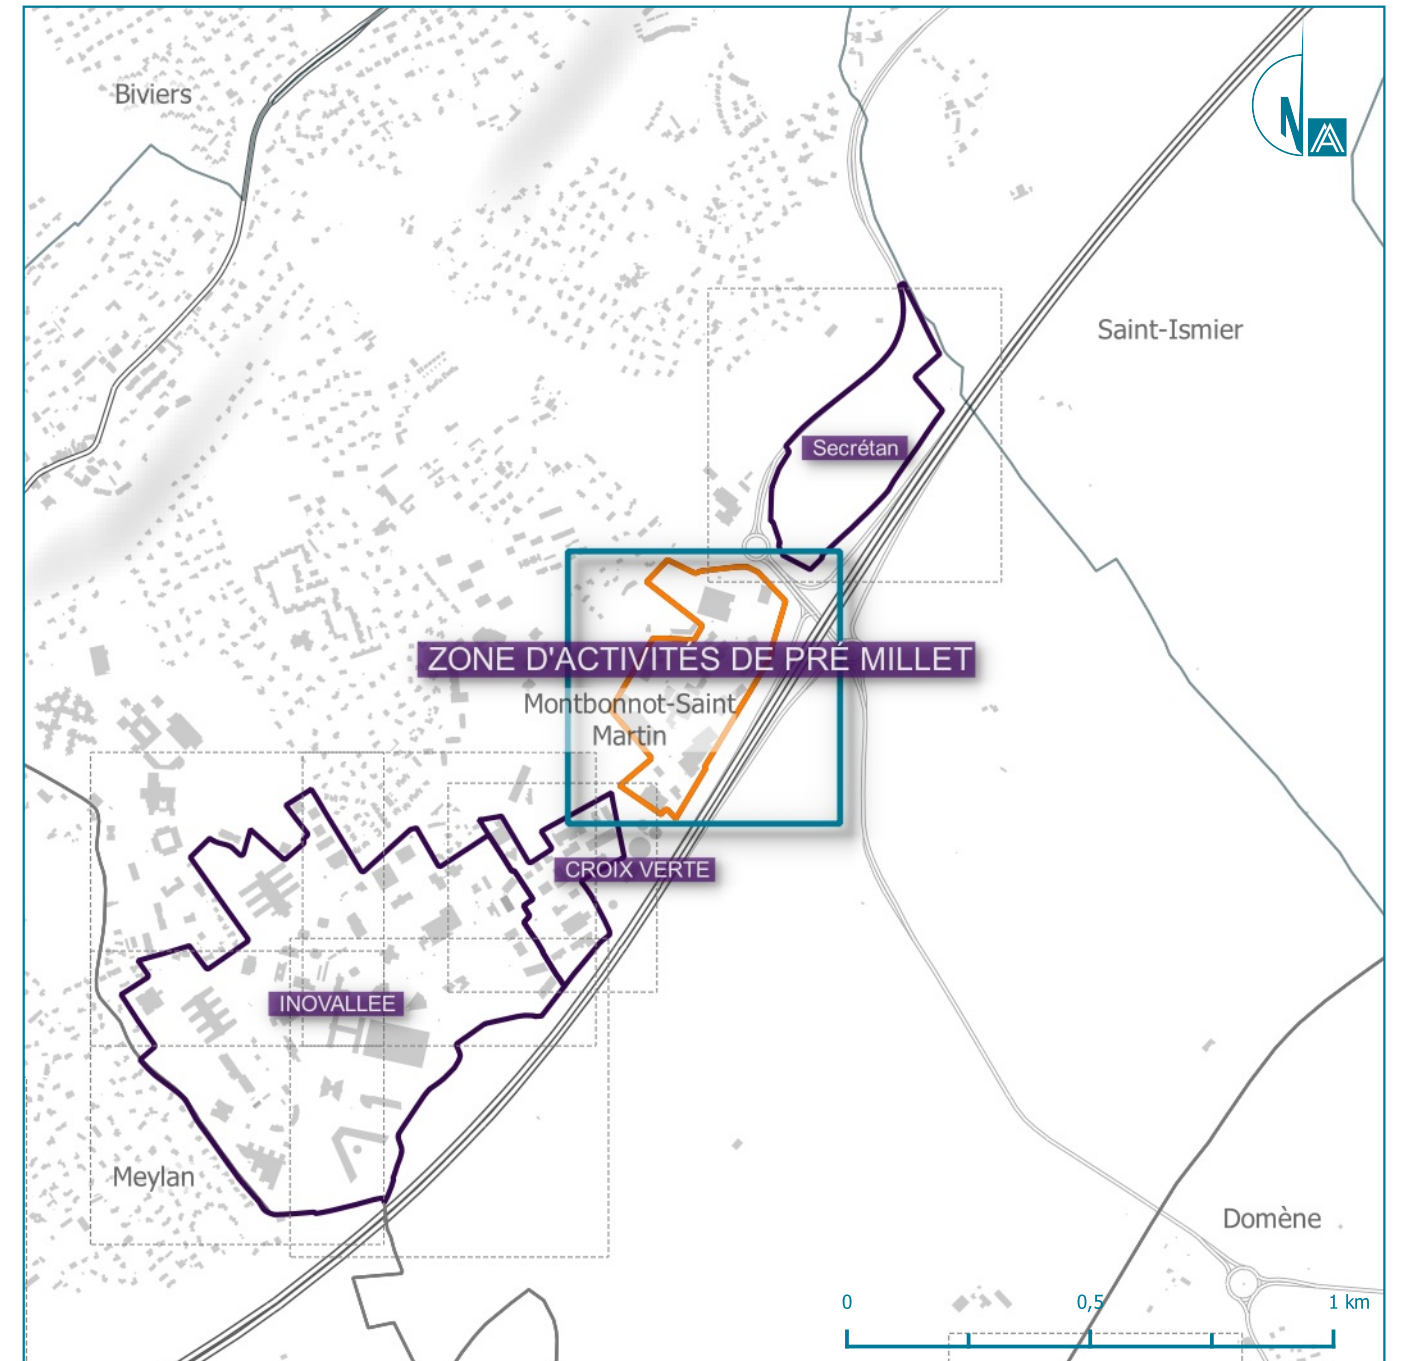 Biviers
N
Saint-Ismier
Secrétan
ZONE D'ACTIVITÉS DE PRÉ MILLET
Montbonnot-Saint
Martin
CROIX VERTE
INOVALLEE
Meylan
Domène
0 0,5 1 km